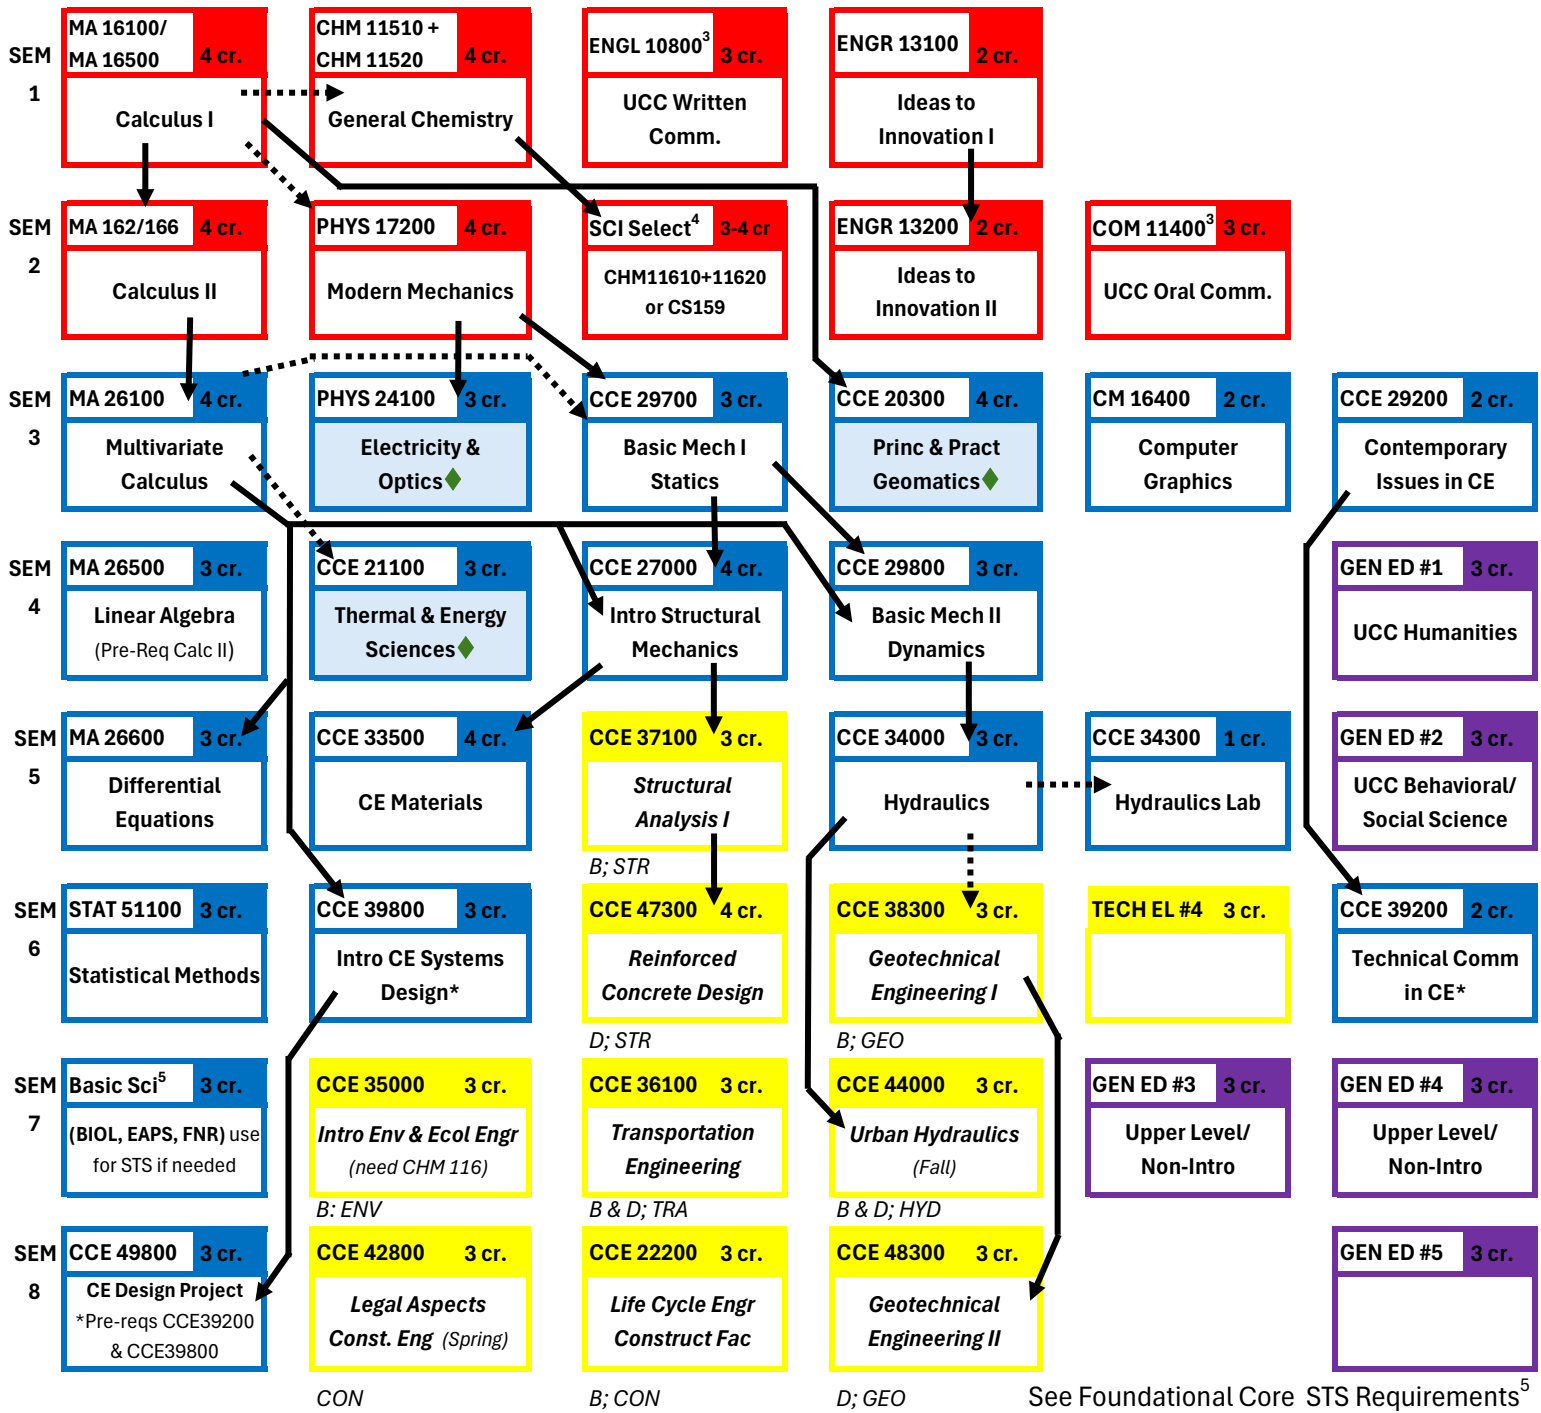 SEM
1
MA 16100/
MA 16500
4 cr.
Calculus I
CHM 11510 +
CHM 11520
4 cr.
General Chemistry
ENGL 10800³
3 cr.
UCC Written
Comm.
ENGR 13100
2 cr.
Ideas to
Innovation I
SEM
2
MA 162/166
4 cr.
Calculus II
PHYS 17200
4 cr.
Modern Mechanics
SCI Select⁴
3-4 cr
CHM11610+11620
or CS159
ENGR 13200
2 cr.
Ideas to
Innovation II
COM 11400³
3 cr.
UCC Oral Comm.
SEM
3
MA 26100
4 cr.
Multivariate
Calculus
PHYS 24100
3 cr.
Electricity &
Optics♦
CCE 29700
3 cr.
Basic Mech I
Statics
CCE 20300
4 cr.
Princ & Pract
Geomatics♦
CM 16400
2 cr.
Computer
Graphics
CCE 29200
2 cr.
Contemporary
Issues in CE
SEM
4
MA 26500
3 cr.
Linear Algebra
(Pre-Req Calc II)
CCE 21100
3 cr.
Thermal & Energy
Sciences♦
CCE 27000
4 cr.
Intro Structural
Mechanics
CCE 29800
3 cr.
Basic Mech II
Dynamics
GEN ED #1
3 cr.
UCC Humanities
SEM
5
MA 26600
3 cr.
Differential
Equations
CCE 33500
4 cr.
CE Materials
CCE 37100
3 cr.
Structural
Analysis I
B; STR
CCE 34000
3 cr.
Hydraulics
CCE 34300
1 cr.
Hydraulics Lab
GEN ED #2
3 cr.
UCC Behavioral/
Social Science
SEM
6
STAT 51100
3 cr.
Statistical Methods
CCE 39800
3 cr.
Intro CE Systems
Design*
CCE 47300
4 cr.
Reinforced
Concrete Design
D; STR
CCE 38300
3 cr.
Geotechnical
Engineering I
B; GEO
TECH EL #4
3 cr.
CCE 39200
2 cr.
Technical Comm
in CE*
SEM
7
Basic Sci⁵
3 cr.
(BIOL, EAPS, FNR) use
for STS if needed
CCE 35000
3 cr.
Intro Env & Ecol Engr
(need CHM 116)
B: ENV
CCE 36100
3 cr.
Transportation
Engineering
B & D; TRA
CCE 44000
3 cr.
Urban Hydraulics
(Fall)
B & D; HYD
GEN ED #3
3 cr.
Upper Level/
Non-Intro
GEN ED #4
3 cr.
Upper Level/
Non-Intro
SEM
8
CCE 49800
3 cr.
CE Design Project
*Pre-reqs CCE39200
& CCE39800
CCE 42800
3 cr.
Legal Aspects
Const. Eng (Spring)
CON
CCE 22200
3 cr.
Life Cycle Engr
Construct Fac
B; CON
CCE 48300
3 cr.
Geotechnical
Engineering II
D; GEO
GEN ED #5
3 cr.
See Foundational Core STS Requirements⁵